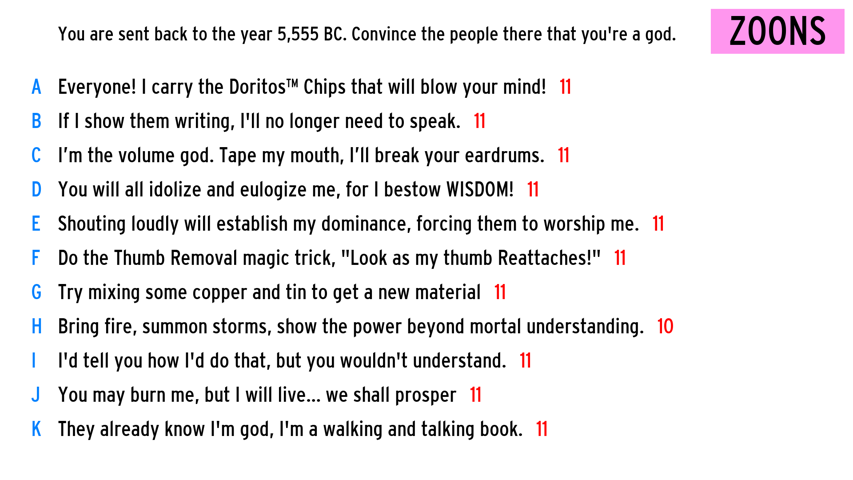 You are sent back to the year 5,555 BC. Convince the people there that you're a god.
ZOONS
A Everyone! I carry the Doritos™ Chips that will blow your mind! 11
B If I show them writing, I'll no longer need to speak. 11
C I’m the volume god. Tape my mouth, I’ll break your eardrums. 11
D You will all idolize and eulogize me, for I bestow WISDOM! 11
E Shouting loudly will establish my dominance, forcing them to worship me. 11
F Do the Thumb Removal magic trick, "Look as my thumb Reattaches!" 11
G Try mixing some copper and tin to get a new material 11
H Bring fire, summon storms, show the power beyond mortal understanding. 10
I I'd tell you how I'd do that, but you wouldn't understand. 11
J You may burn me, but I will live... we shall prosper 11
K They already know I'm god, I'm a walking and talking book. 11